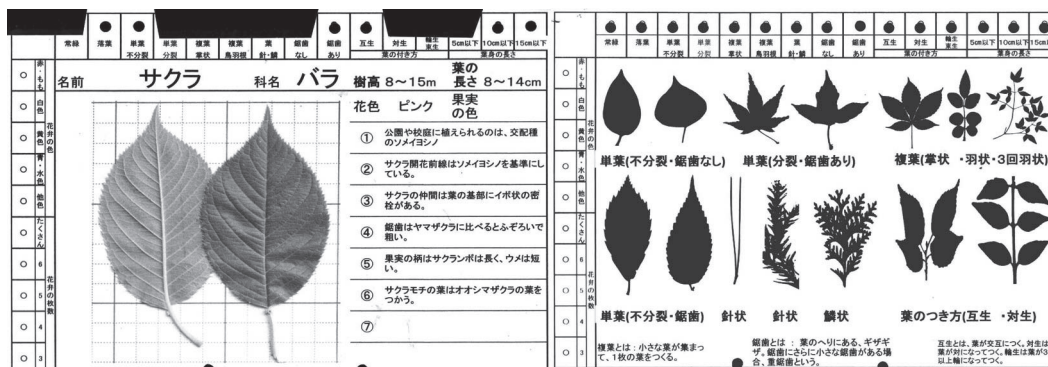 常緑 落葉 単葉 不分裂 単葉 分裂 複葉 掌状 複葉 鳥羽根 葉 針・鱗 鋸歯 なし 鋸歯 あり 互生 対生 輪生 束生 5cm以下 10cm以下 15cm以下
葉の付き方 葉身の長さ
名前 サクラ 科名 バラ 樹高 8～15m 葉の長さ 8～14cm
花色 ピンク 果実の色
① 公園や校庭に植えられるのは、交配種
のソメイヨシノ
② サクラ開花前線はソメイヨシノを基準にし
ている。
③ サクラの仲間は葉の基部にイボ状の密
栓がある。
④ 鋸歯はヤマザクラに比べるとふぞろいで
粗い。
⑤ 果実の柄はサクランボは長く、ウメは短
い。
⑥ サクラモチの葉はオオシマザクラの葉を
つかう。
⑦
赤・もも
白色
黄色
青・水色
他色
花弁の色
たくさん
6
5
4
3
花弁の枚数
常緑 落葉 単葉 不分裂 単葉 分裂 複葉 掌状 複葉 鳥羽根 葉 針・鱗 鋸歯 なし 鋸歯 あり 互生 対生 輪生 束生 5cm以下 10cm以下 15cm以下
葉の付き方 葉身の長さ
赤・もも
白色
黄色
青・水色
他色
花弁の色
たくさん
6
5
4
3
花弁の枚数
単葉(不分裂・鋸歯なし) 単葉(分裂・鋸歯あり) 複葉(掌状 ・羽状・3回羽状)
単葉(不分裂・鋸歯) 針状 針状 鱗状 葉のつき方(互生 ・対生)
複葉とは：小さな葉が集まっ
て、1枚の葉をつくる。
鋸歯とは ： 葉のへりにある、ギザギ
ザ。鋸歯にさらに小さな鋸歯がある場
合、重鋸歯という。
互生とは、葉が交互につく。対生は
葉が対になってつく。輪生は葉が3
以上輪になってつく。